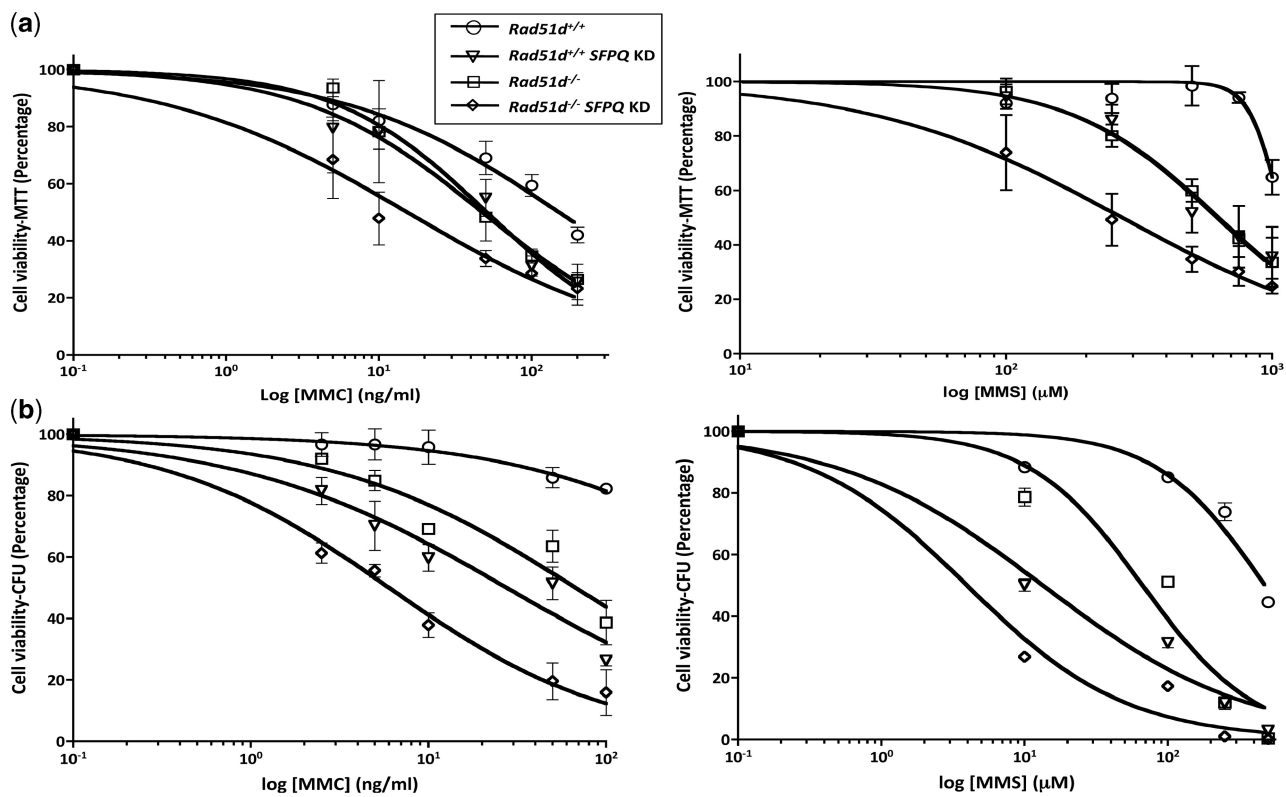 (a)
Rad51d+/+
Rad51d+/+ SFPQ KD
Rad51d-/-
Rad51d-/- SFPQ KD
Cell viability-MTT (Percentage)
100
80
60
40
20
0
10-1
100
101
102
Log [MMC] (ng/ml)
Cell viability-MTT (Percentage)
100
80
60
40
20
0
101
102
103
log [MMS] (μM)
(b)
Cell viability-CFU (Percentage)
100
80
60
40
20
0
10-1
100
101
102
log [MMC] (ng/ml)
Cell viability-CFU (Percentage)
100
80
60
40
20
0
10-1
100
101
102
log [MMS] (μM)